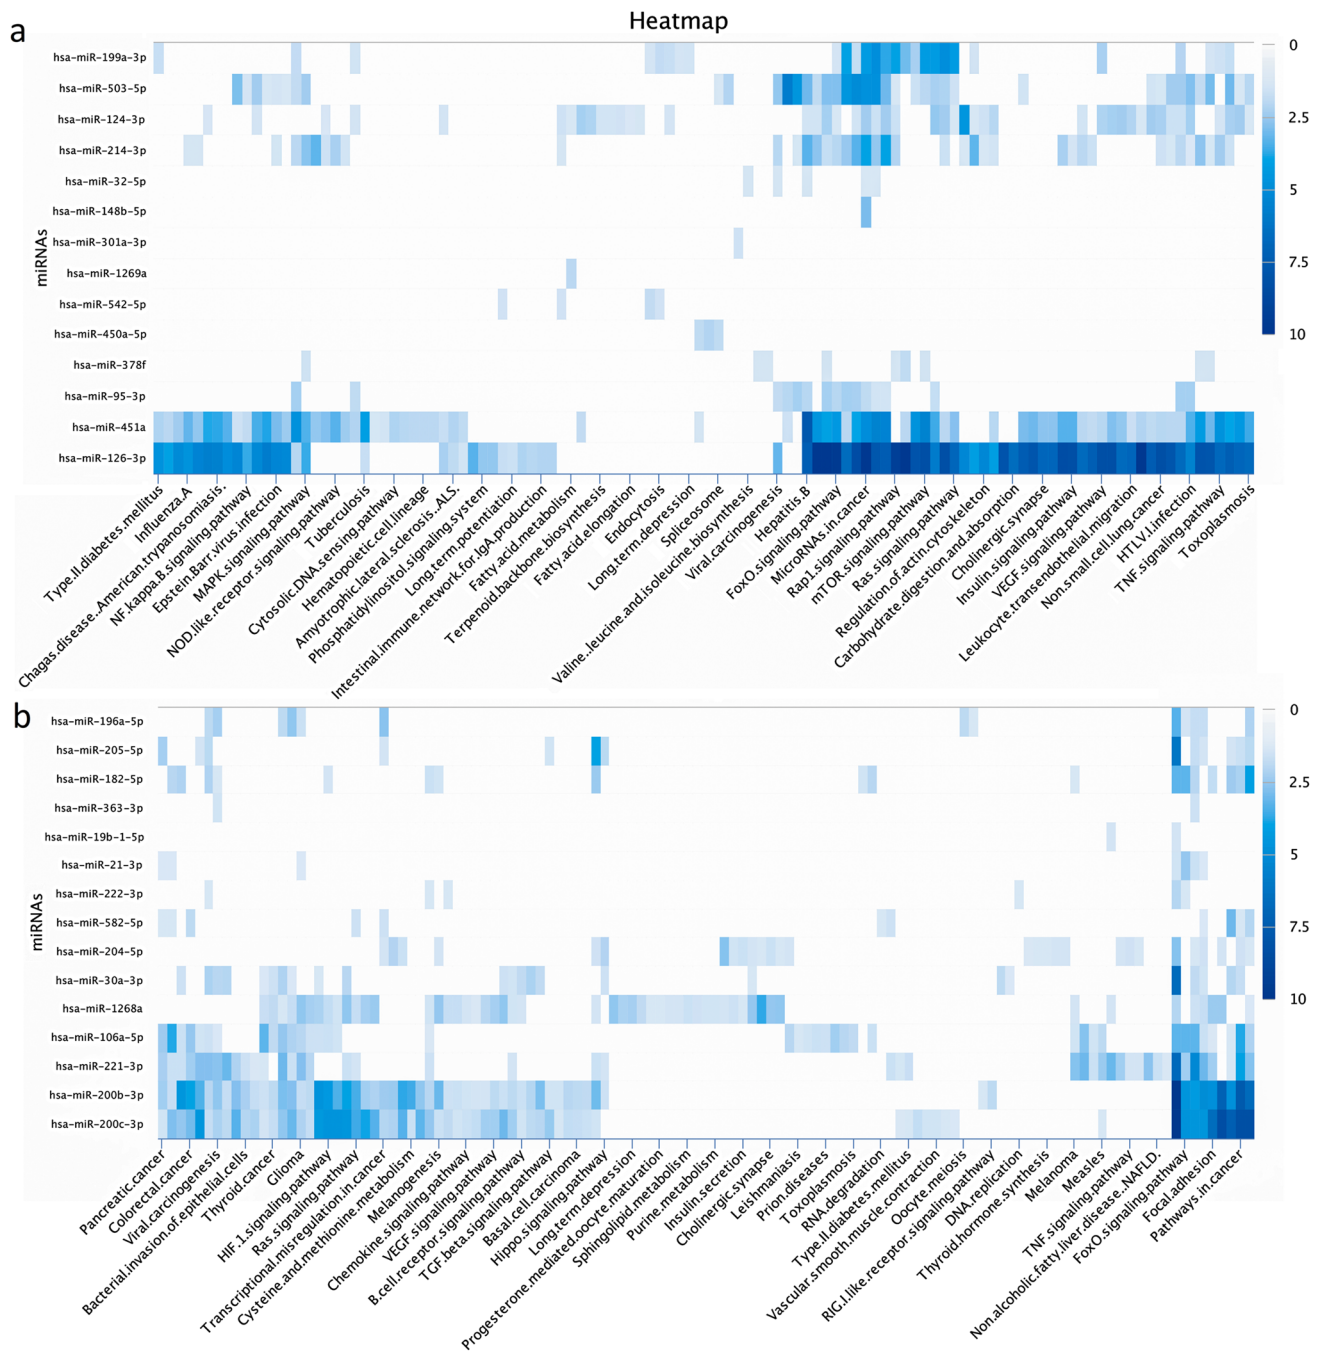 Heatmap
a
miRNAs
hsa-miR-199a-3p
hsa-miR-503-5p
hsa-miR-124-3p
hsa-miR-214-3p
hsa-miR-32-5p
hsa-miR-148b-5p
hsa-miR-301a-3p
hsa-miR-1269a
hsa-miR-542-5p
hsa-miR-450a-5p
hsa-miR-378f
hsa-miR-95-3p
hsa-miR-451a
hsa-miR-126-3p
0
2.5
5
7.5
10
Type.II.diabetes.mellitus
Influenza.A
Chagas.disease..American.trypanosomiasis.
NF.kappa.B.signaling.pathway
Epstein.Barr.virus.infection
MAPK.signaling.pathway
NOD.like.receptor.signaling.pathway
Tuberculosis
Cytosolic.DNA.sensing.pathway
Hematopoietic.cell.lineage
Amyotrophic.lateral.sclerosis..ALS.
Phosphatidylinositol.signaling.system
Long.term.potentiation
Intestinal.immune.network.for.IgA.production
Fatty.acid.metabolism
Terpenoid.backbone.biosynthesis
Fatty.acid.elongation
Endocytosis
Long.term.depression
Spliceosome
Valine..leucine.and.isoleucine.biosynthesis
Viral.carcinogenesis
Hepatitis.B
FoxO.signaling.pathway
MicroRNAs.in.cancer
Rap1.signaling.pathway
mTOR.signaling.pathway
Ras.signaling.pathway
Regulation.of.actin.cytoskeleton
Carbohydrate.digestion.and.absorption
Cholinergic.synapse
Insulin.signaling.pathway
VEGF.signaling.pathway
Leukocyte.transendothelial.migration
Non.small.cell.lung.cancer
HTLV.I.infection
TNF.signaling.pathway
Toxoplasmosis
b
miRNAs
hsa-miR-196a-5p
hsa-miR-205-5p
hsa-miR-182-5p
hsa-miR-363-3p
hsa-miR-19b-1-5p
hsa-miR-21-3p
hsa-miR-222-3p
hsa-miR-582-5p
hsa-miR-204-5p
hsa-miR-30a-3p
hsa-miR-1268a
hsa-miR-106a-5p
hsa-miR-221-3p
hsa-miR-200b-3p
hsa-miR-200c-3p
0
2.5
5
7.5
10
Pancreatic.cancer
Colorectal.cancer
Viral.carcinogenesis
Bacterial.invasion.of.epithelial.cells
Thyroid.cancer
Glioma
HIF.1.signaling.pathway
Ras.signaling.pathway
Transcriptional.misregulation.in.cancer
Cysteine.and.methionine.metabolism
Melanogenesis
Chemokine.signaling.pathway
VEGF.signaling.pathway
B.cell.receptor.signaling.pathway
TGF.beta.signaling.pathway
Basal.cell.carcinoma
Hippo.signaling.pathway
Long.term.depression
Progesterone.mediated.oocyte.maturation
Sphingolipid.metabolism
Purine.metabolism
Insulin.secretion
Cholinergic.synapse
Leishmaniasis
Prion.diseases
Toxoplasmosis
RNA.degradation
Type.II.diabetes.mellitus
Vascular.smooth.muscle.contraction
Oocyte.meiosis
RIG.I.like.receptor.signaling.pathway
DNA.replication
Thyroid.hormone.synthesis
Melanoma
Measles
TNF.signaling.pathway
Non.alcoholic.fatty.liver.disease..NAFLD.
FoxO.signaling.pathway
Focal.adhesion
Pathways.in.cancer